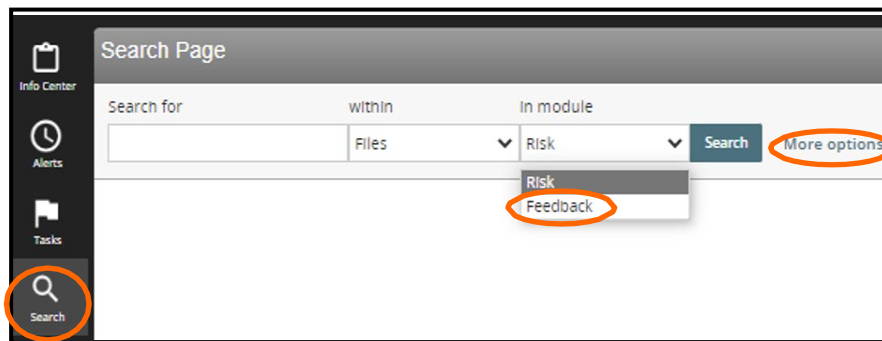 Search Page
Info Center
Search for within In module
Files Risk Search More options
Alerts
Risk
Feedback
Tasks
Search